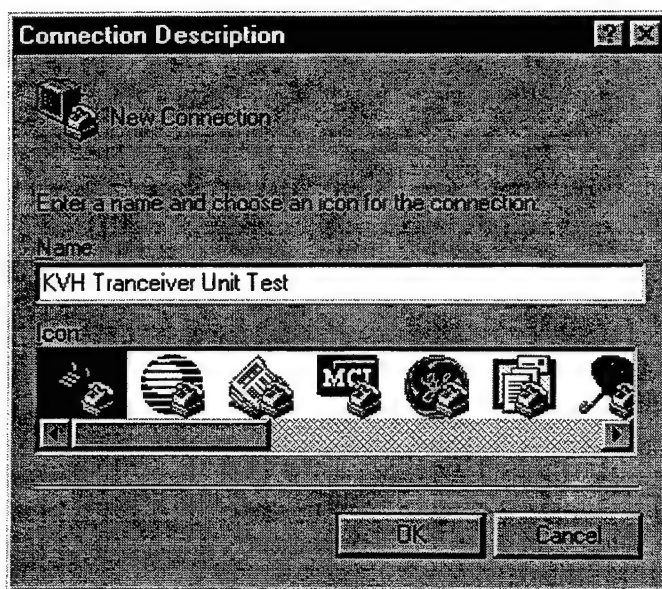 Connection Description
New Connection
Enter a name and choose an icon for the connection:
Name:
KVH Tranceiver Unit Test
Icon:
MCI
OK
Cancel